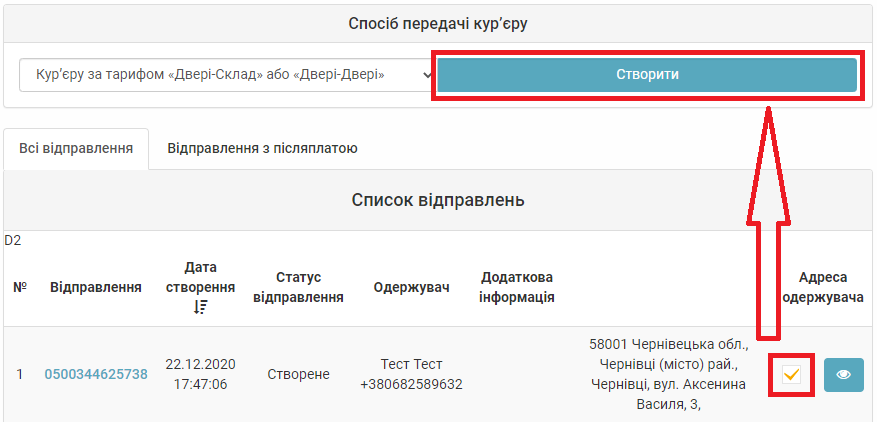 Спосіб передачі кур’єру
Кур’єру за тарифом «Двері-Склад» або «Двері-Двері»
Створити
Всі відправлення
Відправлення з післяплатою
Список відправлень
D2
№
Відправлення
Дата
створення
Статус
відправлення
Одержувач
Додаткова
інформація
Адреса
одержувача
1
0500344625738
22.12.2020
17:47:06
Створене
Тест Тест
+380682589632
58001 Чернівецька обл.,
Чернівці (місто) рай.,
Чернівці, вул. Аксенина
Василя, 3,